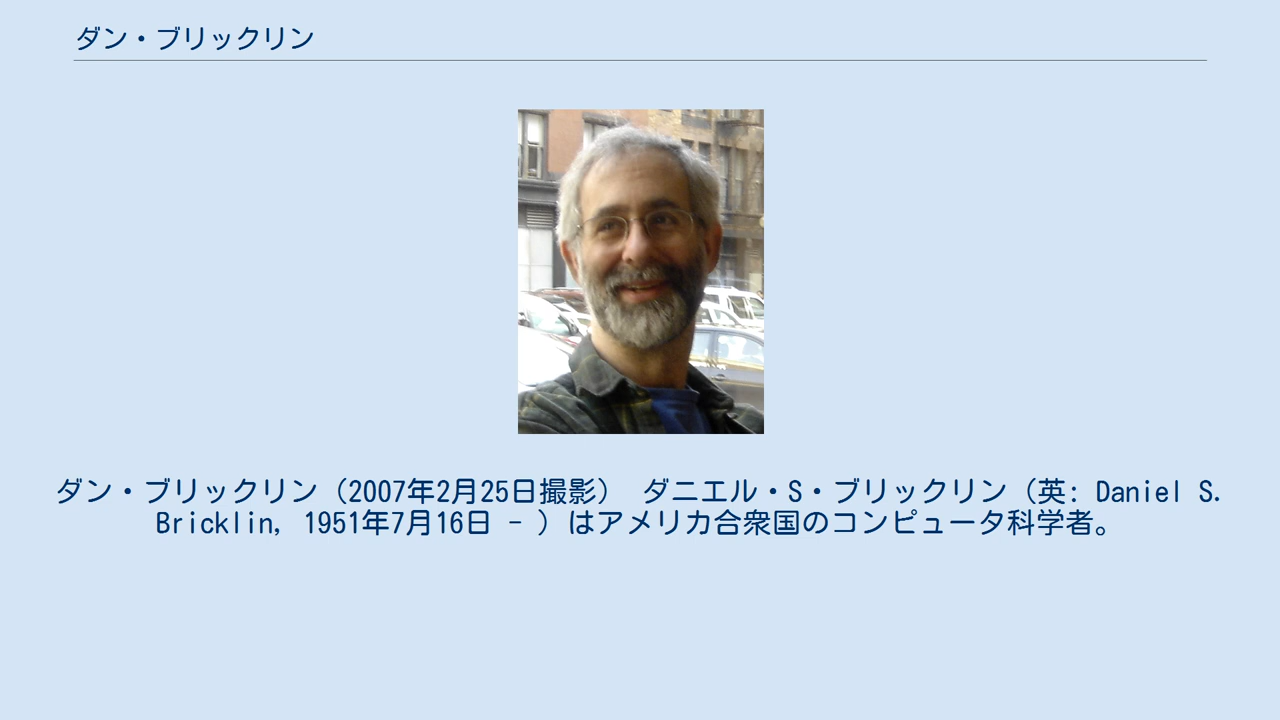 ダン・ブリックリン
ダン・ブリックリン（2007年2月25日撮影） ダニエル・S・ブリックリン（英: Daniel S.
Bricklin, 1951年7月16日 - ）はアメリカ合衆国のコンピュータ科学者。